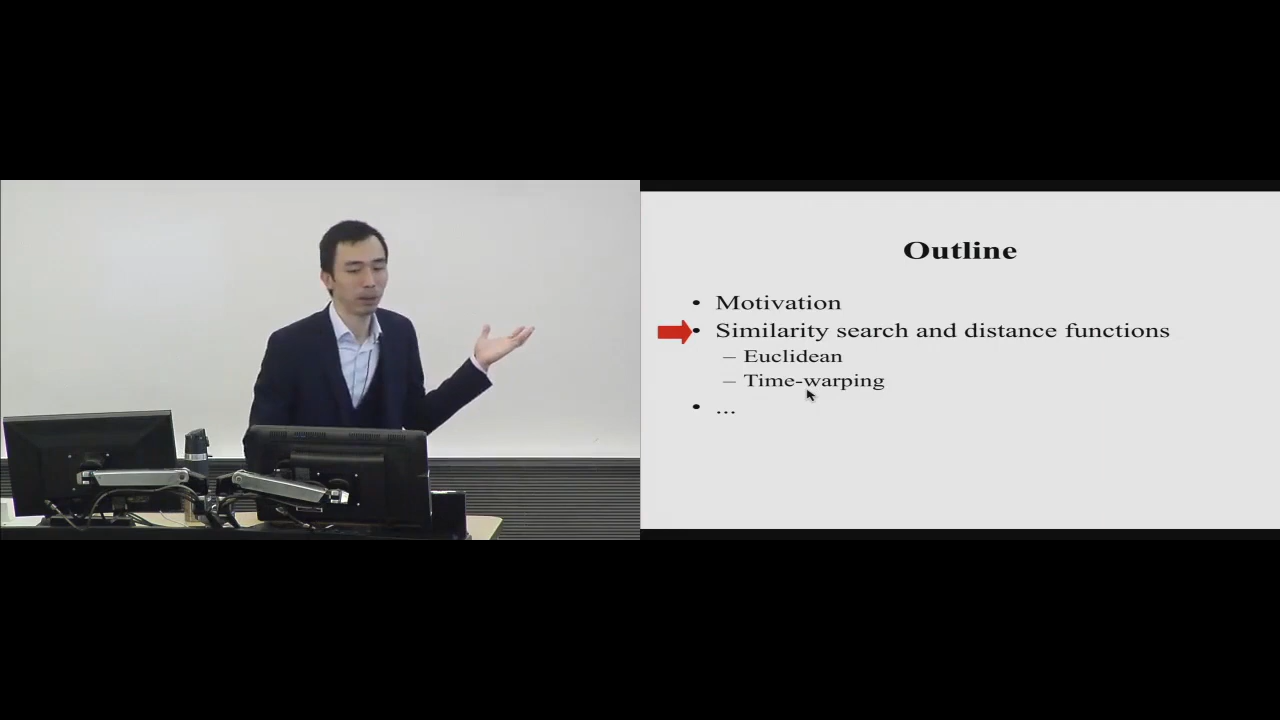 Outline
• Motivation
• Similarity search and distance functions
– Euclidean
– Time-warping
• ...